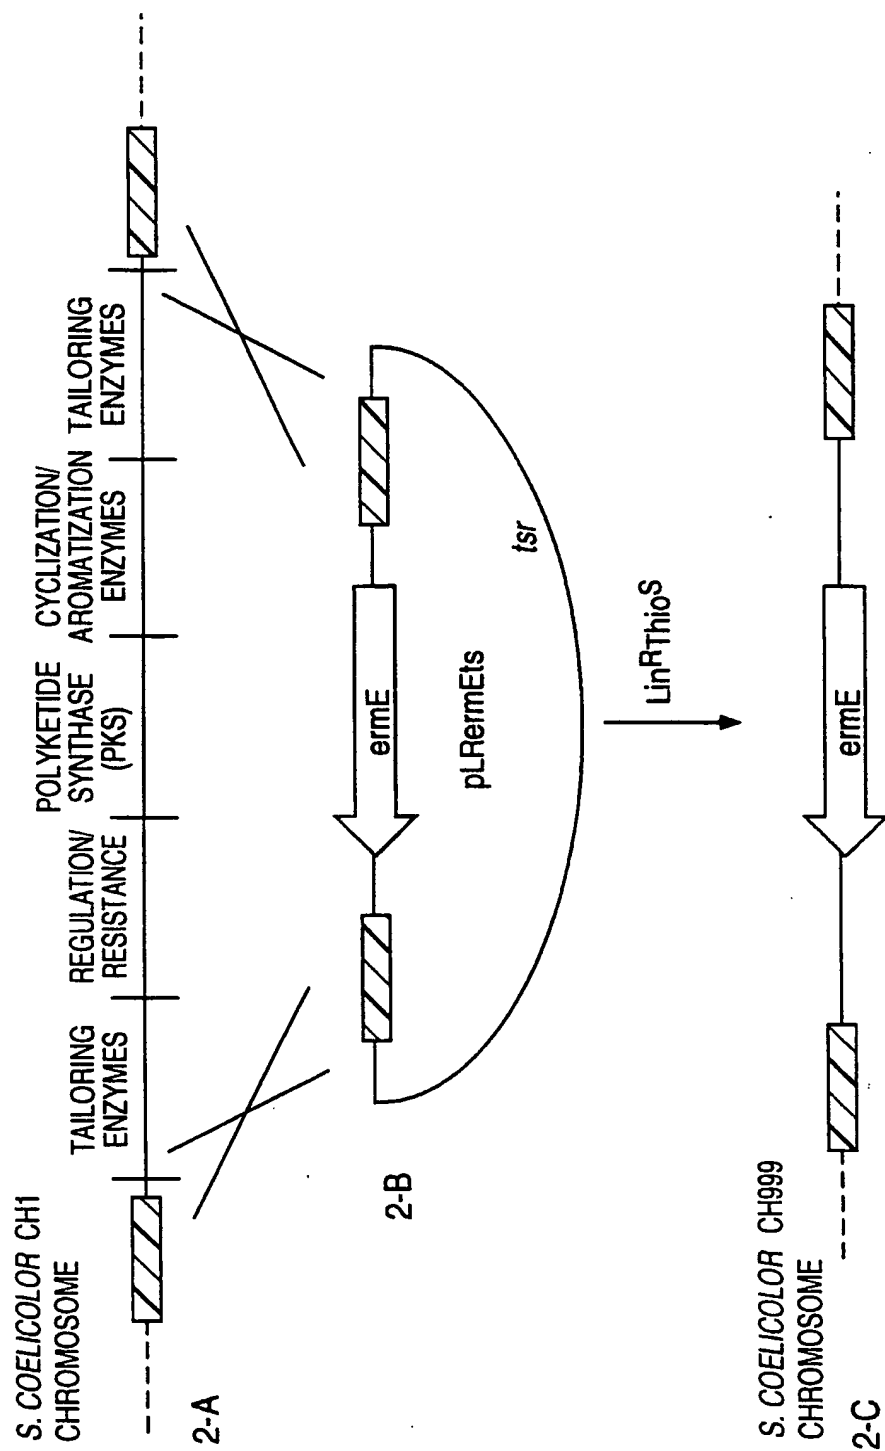 S. COELICOLOR CH1
CHROMOSOME
TAILORING
ENZYMES
REGULATION/
RESISTANCE
POLYKETIDE
SYNTHASE
(PKS)
CYCLIZATION/
AROMATIZATION
ENZYMES
TAILORING
ENZYMES
2-A
ermE
pLRermEts
tsr
2-B
LinRThioS
S. COELICOLOR CH999
CHROMOSOME
ermE
2-C